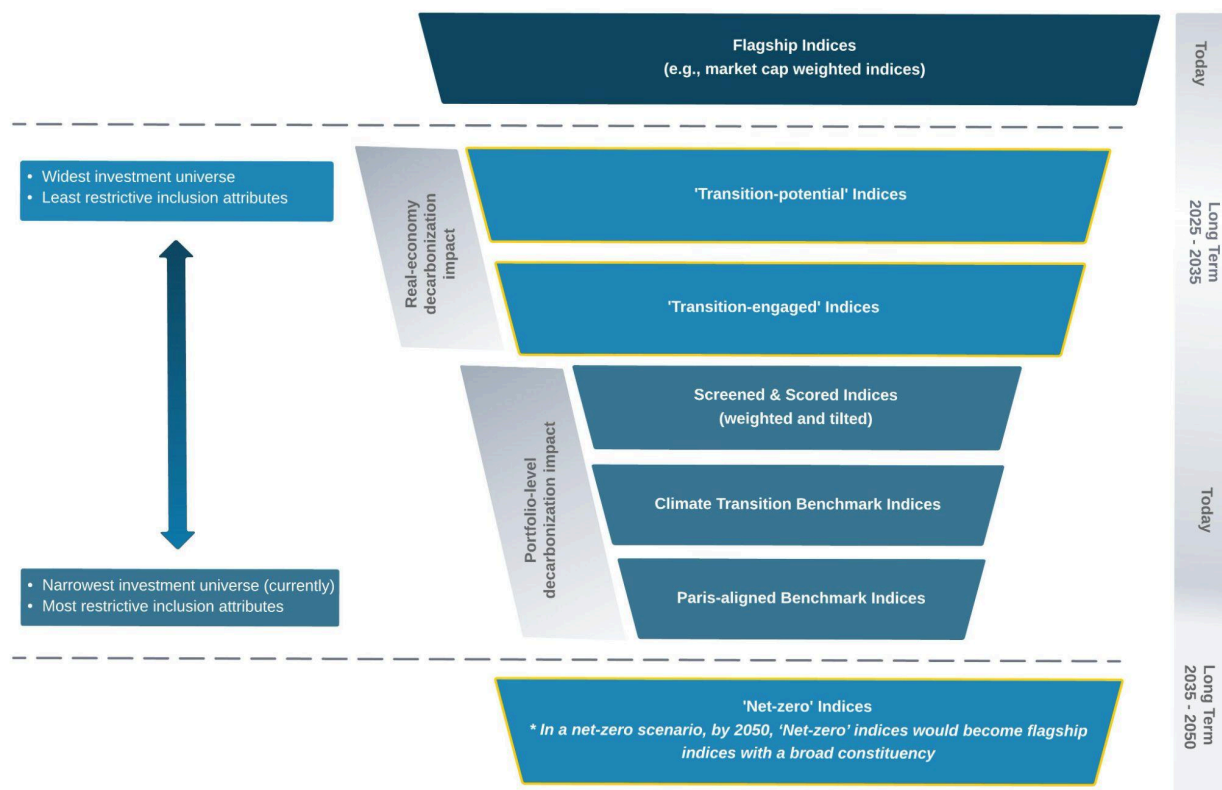 Flagship Indices
(e.g., market cap weighted indices)
Today
• Widest investment universe
• Least restrictive inclusion attributes
Real-economy
decarbonization
impact
'Transition-potential' Indices
Long Term
2025 - 2035
'Transition-engaged' Indices
Portfolio-level
decarbonization impact
Screened & Scored Indices
(weighted and tilted)
Climate Transition Benchmark Indices
Today
• Narrowest investment universe (currently)
• Most restrictive inclusion attributes
Paris-aligned Benchmark Indices
'Net-zero' Indices
* In a net-zero scenario, by 2050, ‘Net-zero’ indices would become flagship
indices with a broad constituency
Long Term
2035 - 2050